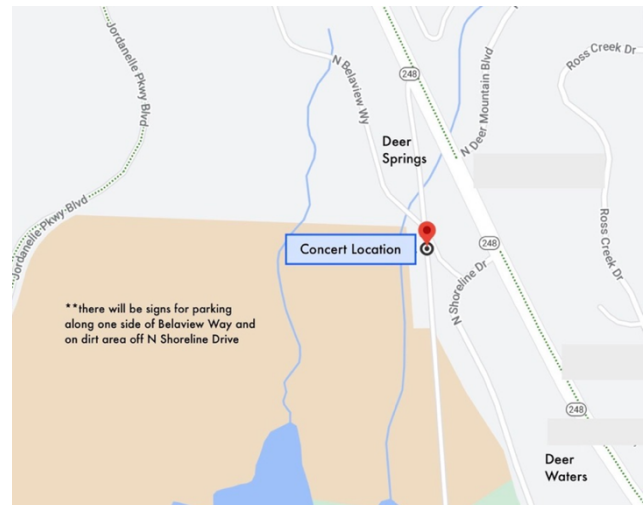 Jordanelle Pkwy Blvd
N Belaview Wy
248
Ross Creek Dr
N Deer Mountain Blvd
Deer
Springs
Jordanelle Pkwy Blvd
Concert Location
248
Ross Creek Dr
N Shoreline Dr
**there will be signs for parking
along one side of Belaview Way and
on dirt area off N Shoreline Drive
248
Deer
Waters